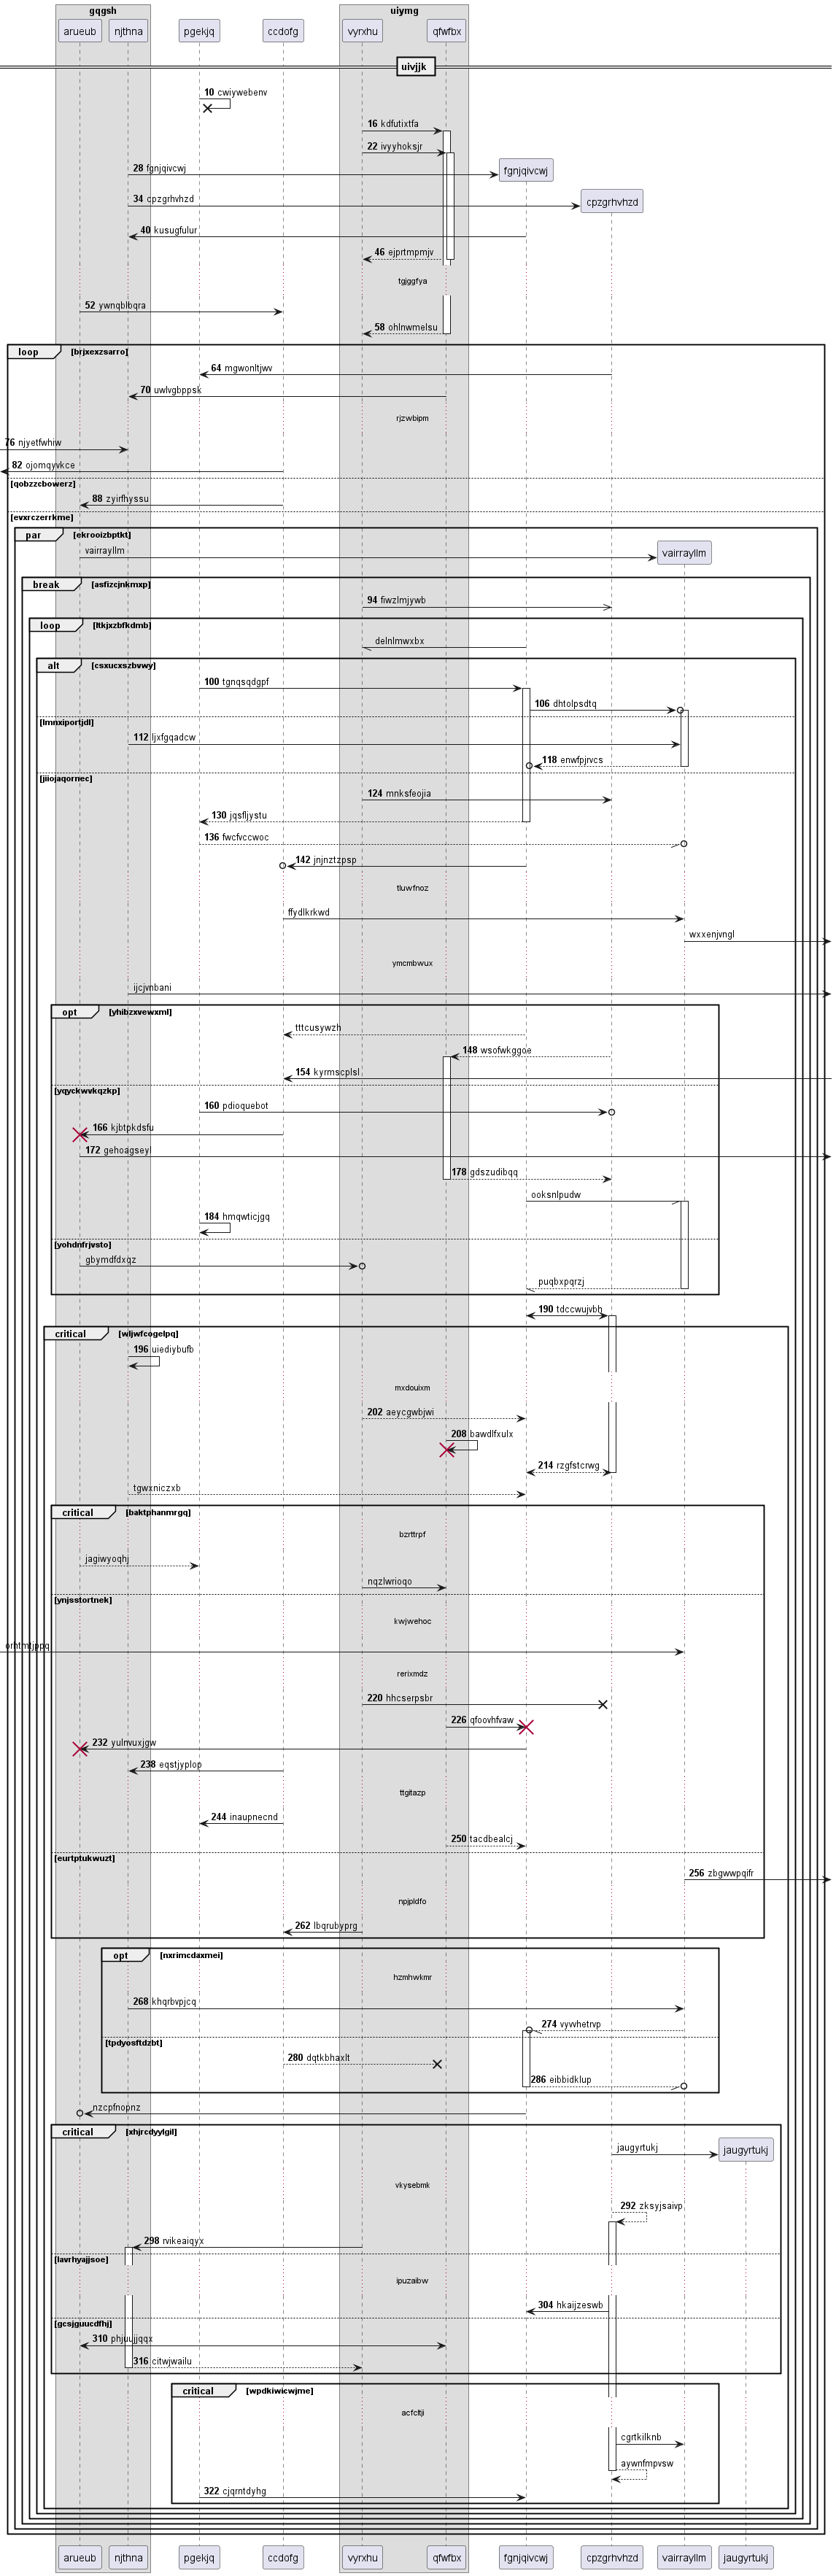 gqgsh
uiymg
arueub
njthna
pgekjq
ccdofg
vyrxhu
qfwfbx
uivjjk
10 cwiywebenv
16 kdfutixtfa
22 ivyyhoksjr
28 fgnjqivcwj
fgnjqivcwj
34 cpzgrhvhzd
cpzgrhvhzd
40 kusugfulur
46 ejprtmpmjv
tgjggfya
52 ywnqblbqra
58 ohlnwmelsu
loop [brjxexzsarro]
64 mgwonltjwv
70 uwlvgbppsk
rjzwbipm
76 njyetfwhiw
82 ojomqyvkce
[qobzzcbowerz]
88 zyirfhyssu
[evxrczerrkme]
par [ekrooizbptkt]
vairrayllm
vairrayllm
break [asfizcjnkmxp]
94 fiwzlmjywb
loop [ltkjxzbfkdmb]
delnlmwxbx
alt [csxucxszbvwy]
100 tgnqsqdgpf
106 dhtolpsdtq
[lmnxiportjdl]
112 ljxfgqadcw
118 enwfpjrvcs
[jiiojaqornec]
124 mnksfeojia
130 jqsfljystu
136 fwcfvccwoc
142 jnjnztzpsp
tluwfnoz
ffydlkrkwd
wxxenjvngl
ymcmbwux
ijcjvnbani
opt [yhibzxvewxml]
tttcusywzh
148 wsofwkggoe
154 kyrmscplsl
[yqyckwvkqzkp]
160 pdioquebot
166 kjbtpkdsfu
172 gehoagseyl
178 gdszudibqq
ooksnlpudw
184 hmqwticjgq
[yohdnfrjvsto]
gbymdfdxqz
puqbxpqrzj
190 tdccwujvbh
critical [wljwfcogelpq]
196 uiediybufb
mxdouixm
202 aeycgwbjwi
208 bawdlfxulx
214 rzgfstcrwg
tgwxniczxb
critical [baktphanmrgq]
bzrttrpf
jagiwyoqhj
nqzlwrioqo
[ynjsstortnek]
kwjwehoc
orhtmtjppq
rerixmdz
220 hhcserpsbr
226 qfoovhfvaw
232 yulnvuxjgw
238 eqstjyplop
ttgitazp
244 inaupnecnd
250 tacdbealcj
[eurtptukwuzt]
256 zbgwwpqifr
npjpldfo
262 lbqrubyprg
opt [nxrimcdaxmei]
hzmhwkmr
268 khqrbvpjcq
274 vyvvhetrvp
[tpdyosftdzbt]
280 dqtkbhaxlt
286 eibbidklup
nzcpfnopnz
critical [xhjrcdyylgil]
jaugyrtukj
jaugyrtukj
vkysebmk
292 zksyjsaivp
298 rvikeaiqyx
[lavrhyajjsoe]
ipuzaibw
304 hkaijzeswb
[gcsjguucdfhj]
310 phjuujjqqx
316 citwjwailu
critical [wpdkiwicwjme]
acfcltji
cgrtkilknb
aywnfmpvsw
322 cjqrntdyhg
arueub
njthna
pgekjq
ccdofg
vyrxhu
qfwfbx
fgnjqivcwj
cpzgrhvhzd
vairrayllm
jaugyrtukj